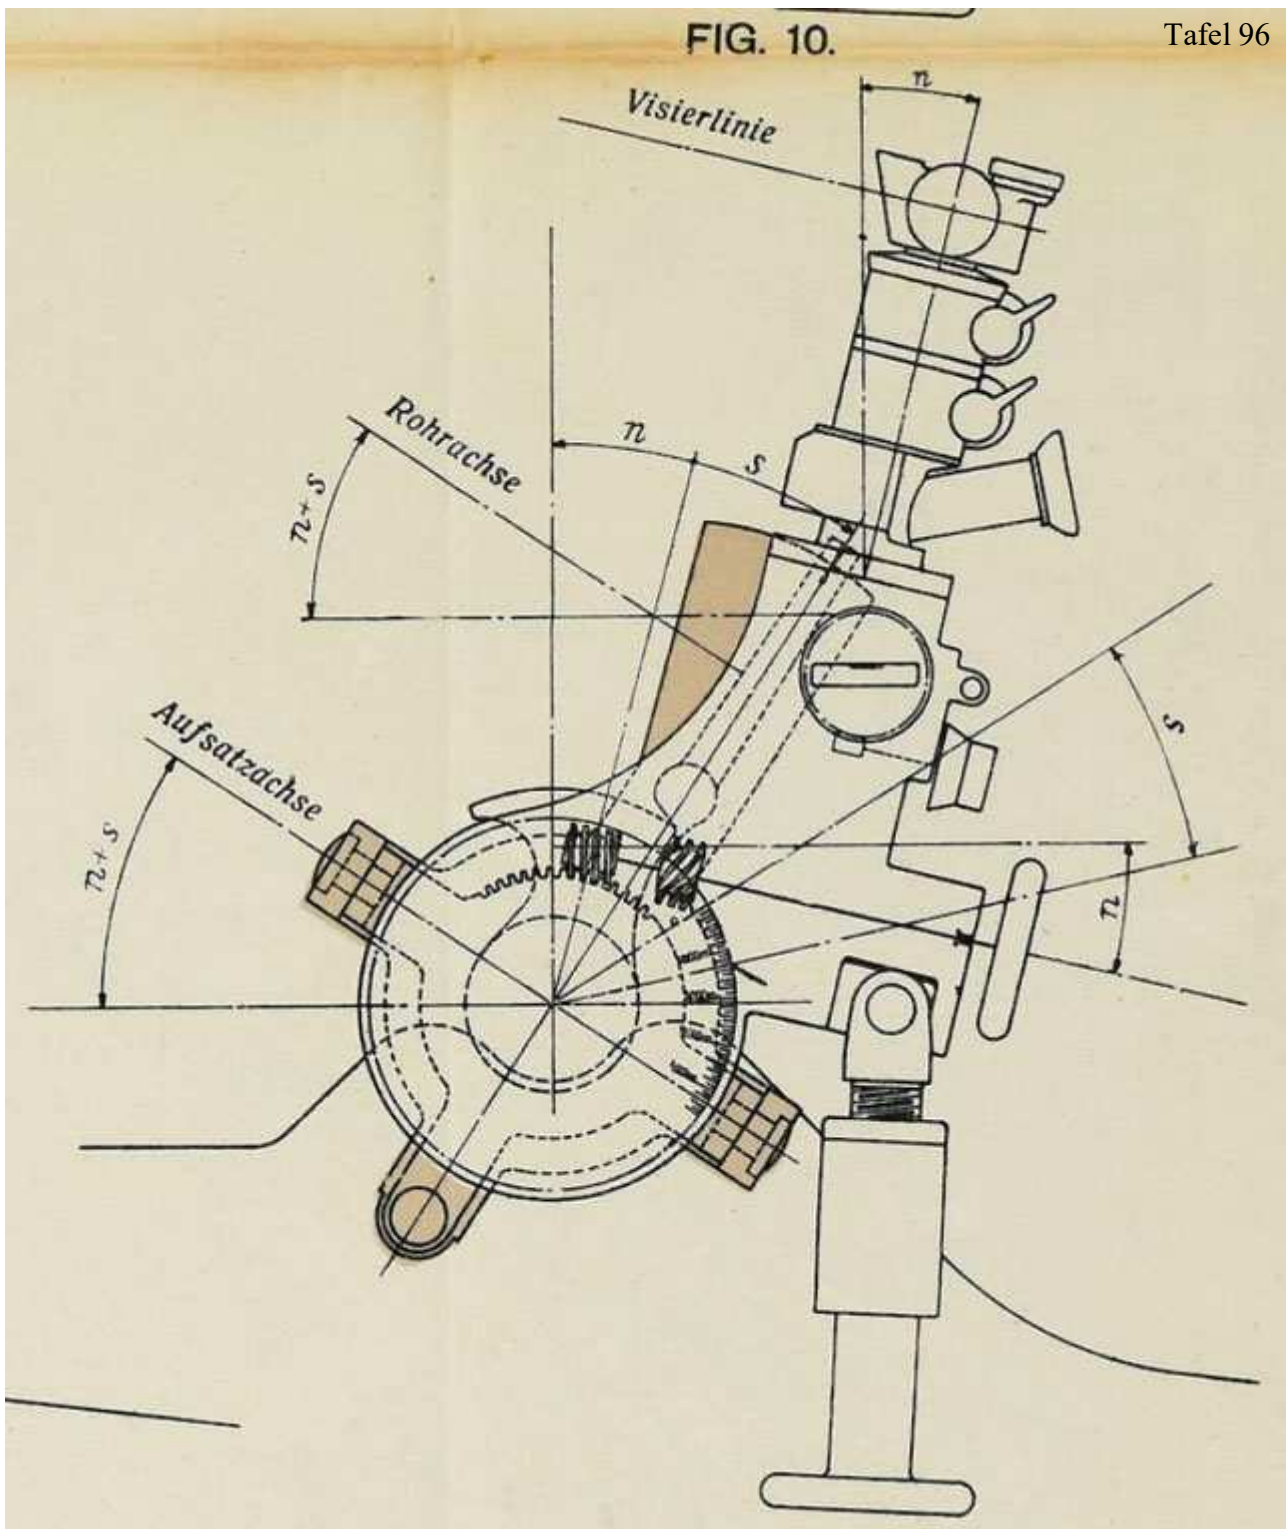 FIG. 10.
Tafel 96
n
Visierlinie
Rohrachse
n
s
n+s
s
Aufsatzachse
n+s
n